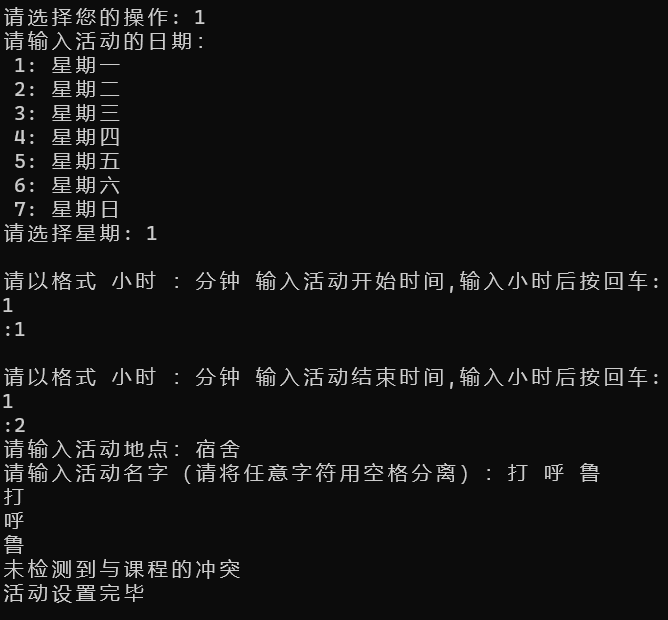 请选择您的操作: 1
请输入活动的日期:
1: 星期一
2: 星期二
3: 星期三
4: 星期四
5: 星期五
6: 星期六
7: 星期日
请选择星期: 1
请以格式 小时 : 分钟 输入活动开始时间,输入小时后按回车:
1
:1
请以格式 小时 : 分钟 输入活动结束时间,输入小时后按回车:
1
:2
请输入活动地点: 宿舍
请输入活动名字 (请将任意字符用空格分离) : 打 呼 鲁
打
呼
鲁
未检测到与课程的冲突
活动设置完毕